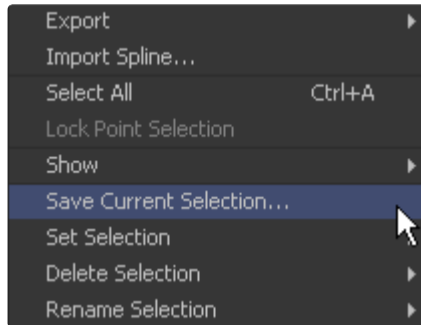 Export
Import Spline...
Select All Ctrl+A
Lock Point Selection
Show
Save Current Selection...
Set Selection
Delete Selection
Rename Selection